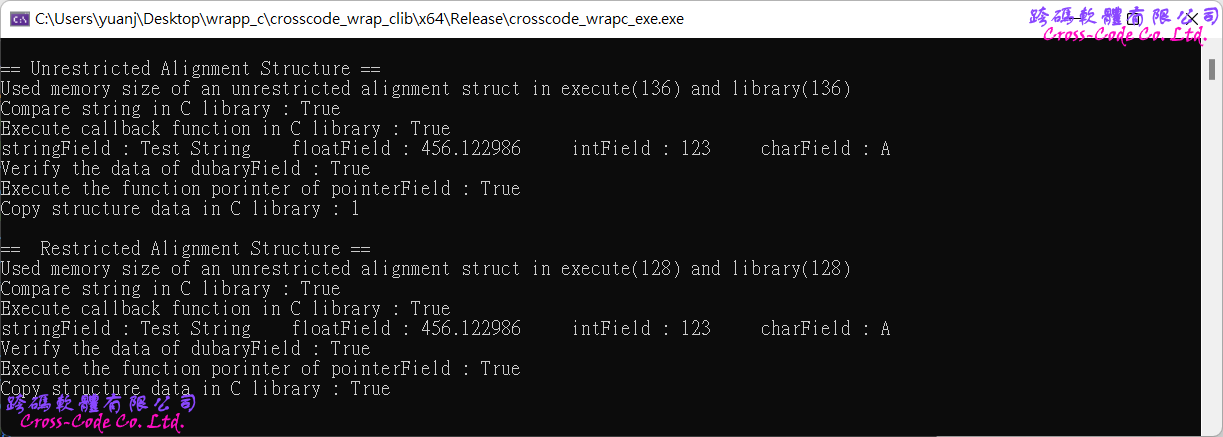 C:\Users\yuanj\Desktop\wrapp_c\crosscode_wrap_clib\x64\Release\crosscode_wrapc_exe.exe
跨碼軟體有限公司
Cross-Code Co. Ltd.
== Unrestricted Alignment Structure ==
Used memory size of an unrestricted alignment struct in execute(136) and library(136)
Compare string in C library : True
Execute callback function in C library : True
stringField : Test String    floatField : 456.122986     intField : 123     charField : A
Verify the data of dubaryField : True
Execute the function porinter of pointerField : True
Copy structure data in C library : 1
==  Restricted Alignment Structure ==
Used memory size of an unrestricted alignment struct in execute(128) and library(128)
Compare string in C library : True
Execute callback function in C library : True
stringField : Test String    floatField : 456.122986     intField : 123     charField : A
Verify the data of dubaryField : True
Execute the function porinter of pointerField : True
Copy structure data in C library : True
跨碼軟體有限公司
Cross-Code Co. Ltd.